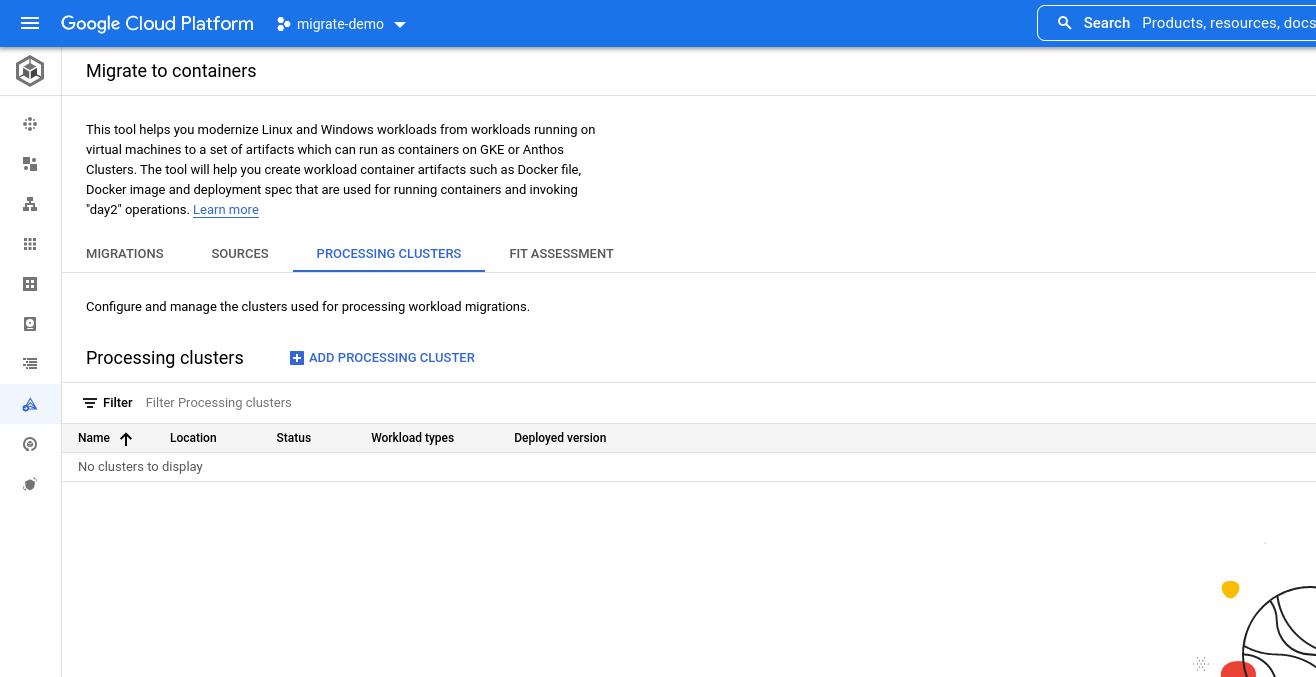 Google Cloud Platform
migrate-demo
Search Products, resources, docs
Migrate to containers
This tool helps you modernize Linux and Windows workloads from workloads running on
virtual machines to a set of artifacts which can run as containers on GKE or Anthos
Clusters. The tool will help you create workload container artifacts such as Docker file,
Docker image and deployment spec that are used for running containers and invoking
"day2" operations. Learn more
MIGRATIONS SOURCES PROCESSING CLUSTERS FIT ASSESSMENT
Configure and manage the clusters used for processing workload migrations.
Processing clusters ADD PROCESSING CLUSTER
Filter Filter Processing clusters
Name Location Status Workload types Deployed version
No clusters to display